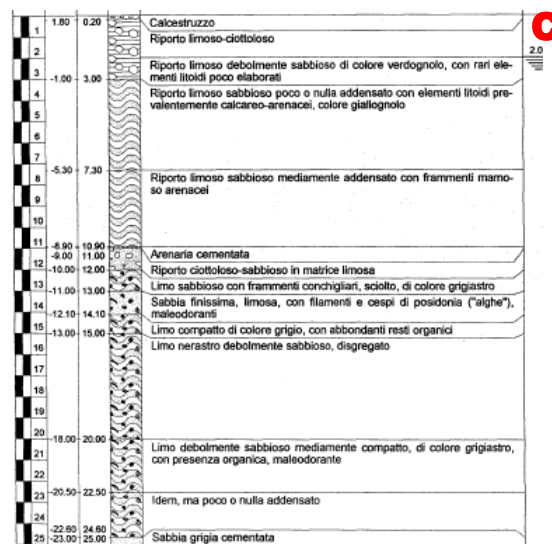 C
1.80 0.20 Calcestruzzo
1 Riporto limoso-ciottoloso
2
2.0
3 Riporto limoso debolmente sabbioso di colore verdognolo, con rari ele-
-1.00 3.00 menti litoidi poco elaborati
4 Riporto limoso sabbioso poco o nulla addensato con elementi litoidi pre-
5 valentemente calcareo-arenacei, colore giallognolo
6
7
-5.30 7.30
8 Riporto limoso sabbioso mediamente addensato con frammenti marno-
9 so arenacei
10
11
-8.90 10.90
-9.00 11.00 Arenaria cementata
12 -10.00 12.00 Riporto ciottoloso-sabbioso in matrice limosa
13 -11.00 13.00 Limo sabbioso con frammenti conchigliari, sciolto, di colore grigiastro
14 Sabbia finissima, limosa, con filamenti e cespi di posidonia ("alghe"),
-12.10 14.10 maleodoranti
15 -13.00 15.00 Limo compatto di colore grigio, con abbondanti resti organici
16 Limo nerastro debolmente sabbioso, disgregato
17
18
19
20
-18.00 20.00
21 Limo debolmente sabbioso mediamente compatto, di colore grigiastro,
22 con presenza organica, maleodorante
-20.50 22.50
23 Idem, ma poco o nulla addensato
24
-22.60 24.60
25 -23.00 25.00 Sabbia grigia cementata